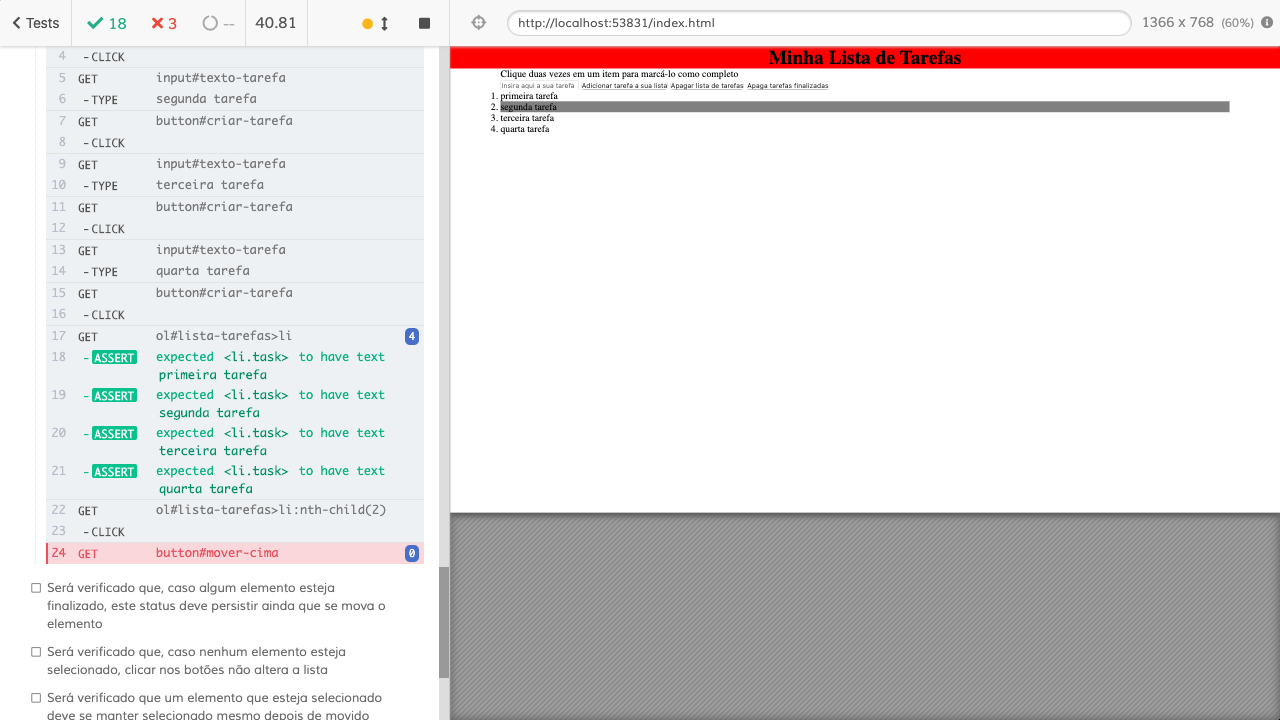 Tests 18 3 -- 40.81
http://localhost:53831/index.html 1366 x 768 (60%)
4 -CLICK
5 GET input#texto-tarefa
6 -TYPE segunda tarefa
7 GET button#criar-tarefa
8 -CLICK
9 GET input#texto-tarefa
10 -TYPE terceira tarefa
11 GET button#criar-tarefa
12 -CLICK
13 GET input#texto-tarefa
14 -TYPE quarta tarefa
15 GET button#criar-tarefa
16 -CLICK
17 GET ol#lista-tarefas>li 4
18 -ASSERT expected <li.task> to have text
primeira tarefa
19 -ASSERT expected <li.task> to have text
segunda tarefa
20 -ASSERT expected <li.task> to have text
terceira tarefa
21 -ASSERT expected <li.task> to have text
quarta tarefa
22 GET ol#lista-tarefas>li:nth-child(2)
23 -CLICK
24 GET button#mover-cima 0
Será verificado que, caso algum elemento esteja
finalizado, este status deve persistir ainda que se mova o
elemento
Será verificado que, caso nenhum elemento esteja
selecionado, clicar nos botões não altera a lista
Será verificado que um elemento que esteja selecionado
deve se manter selecionado mesmo depois de movido
Minha Lista de Tarefas
Clique duas vezes em um item para marcá-lo como completo
Insira aqui a sua tarefa Adicionar tarefa a sua lista Apagar lista de tarefas Apaga tarefas finalizadas
1. primeira tarefa
2. segunda tarefa
3. terceira tarefa
4. quarta tarefa